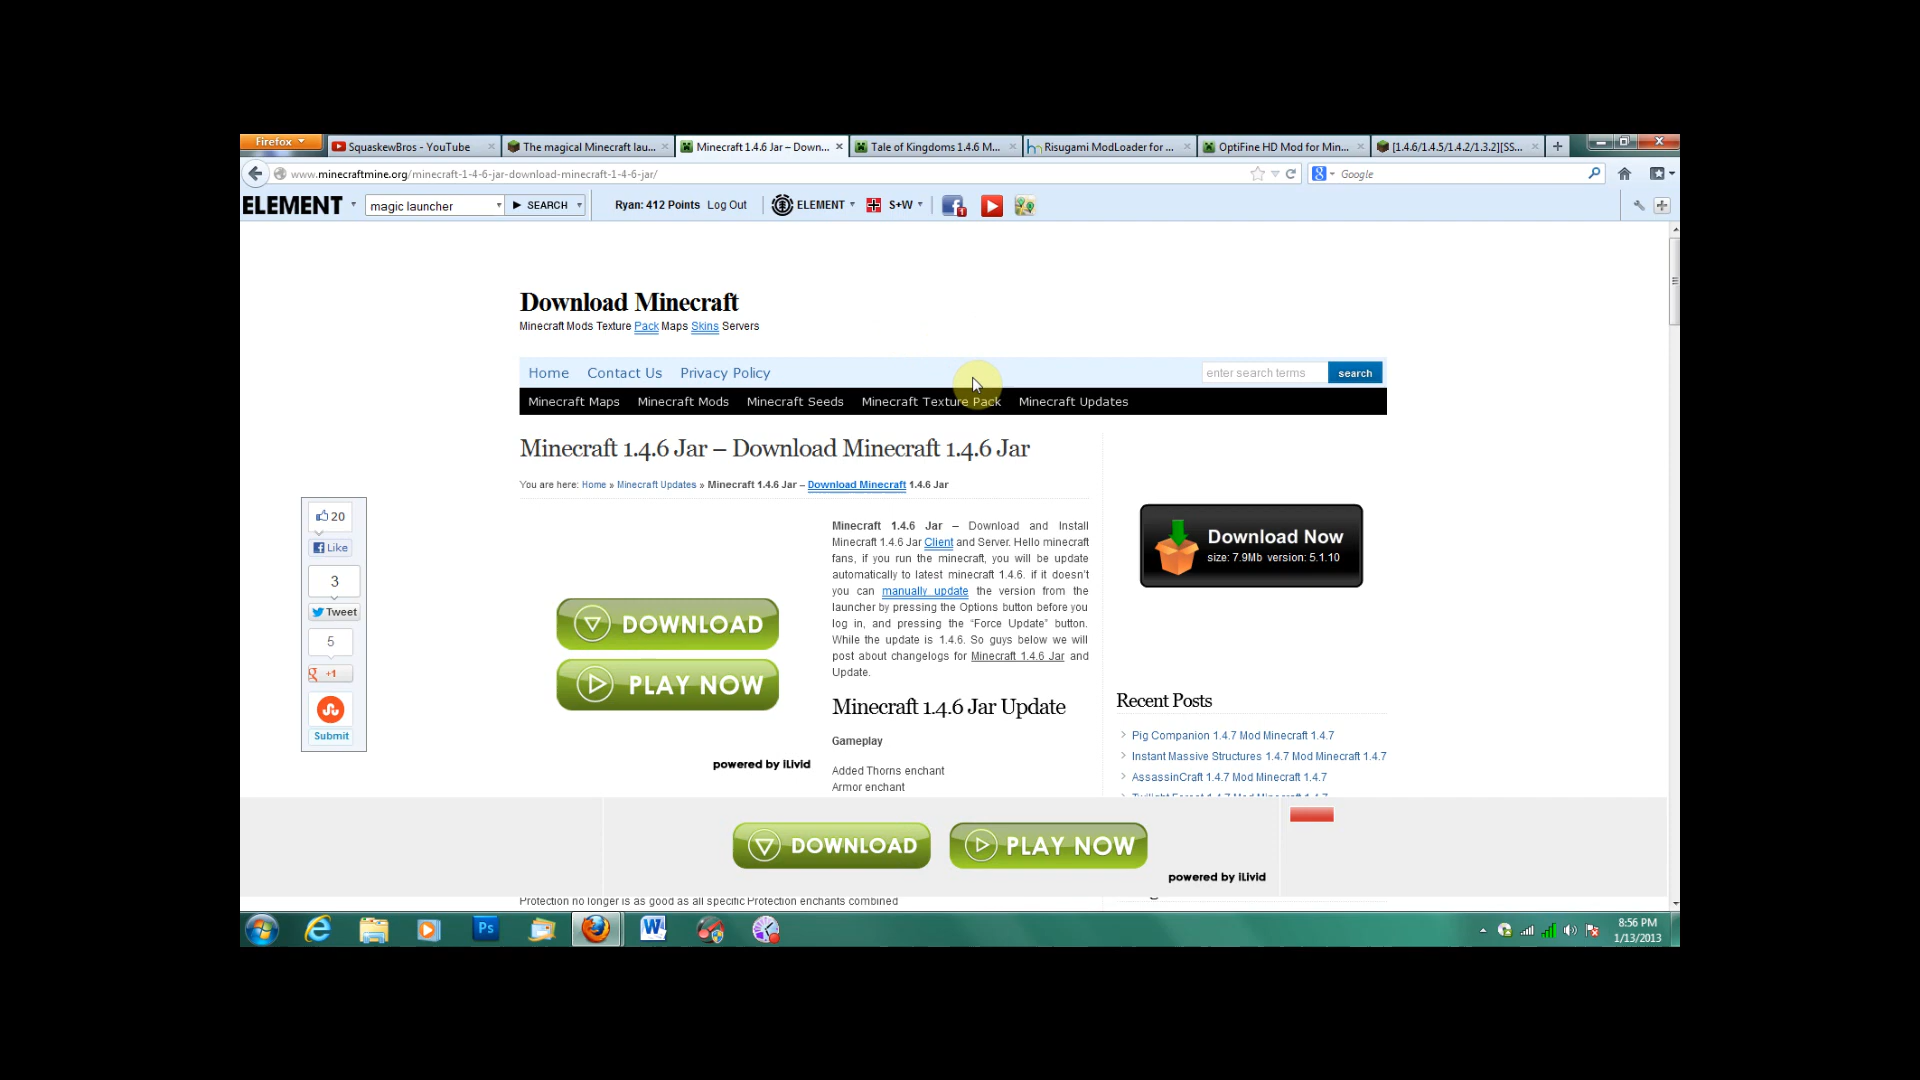 Firefox
SquaskewBros - YouTube
The magical Minecraft lau...
Minecraft 1.4.6 Jar – Down...
Tale of Kingdoms 1.4.6 M...
Risugami ModLoader for ...
OptiFine HD Mod for Min...
[1.4.6/1.4.5/1.4.2/1.3.2][SS...
www.minecraftmine.org/minecraft-1-4-6-jar-download-minecraft-1-4-6-jar/
Google
ELEMENT
magic launcher
SEARCH
Ryan: 412 Points
Log Out
ELEMENT
S+W
1
Download Minecraft
Minecraft Mods Texture Pack Maps Skins Servers
Home
Contact Us
Privacy Policy
enter search terms
search
Minecraft Maps
Minecraft Mods
Minecraft Seeds
Minecraft Texture Pack
Minecraft Updates
Minecraft 1.4.6 Jar – Download Minecraft 1.4.6 Jar
You are here: Home » Minecraft Updates » Minecraft 1.4.6 Jar – Download Minecraft 1.4.6 Jar
20
Like
3
Tweet
5
+1
Submit
DOWNLOAD
PLAY NOW
powered by iLivid
Minecraft 1.4.6 Jar – Download and Install
Minecraft 1.4.6 Jar Client and Server. Hello minecraft
fans, if you run the minecraft, you will be update
automatically to latest minecraft 1.4.6. if it doesn't
you can manually update the version from the
launcher by pressing the Options button before you
log in, and pressing the “Force Update” button.
While the update is 1.4.6. So guys below we will
post about changelogs for Minecraft 1.4.6 Jar and
Update.
Minecraft 1.4.6 Jar Update
Gameplay
Added Thorns enchant
Armor enchant
Download Now
size: 7.9Mb version: 5.1.10
Recent Posts
Pig Companion 1.4.7 Mod Minecraft 1.4.7
Instant Massive Structures 1.4.7 Mod Minecraft 1.4.7
AssassinCraft 1.4.7 Mod Minecraft 1.4.7
Twilight Forest 1.4.7 Mod Minecraft 1.4.7
DOWNLOAD
PLAY NOW
powered by iLivid
Protection no longer is as good as all specific Protection enchants combined
Ps
W
8:56 PM
1/13/2013